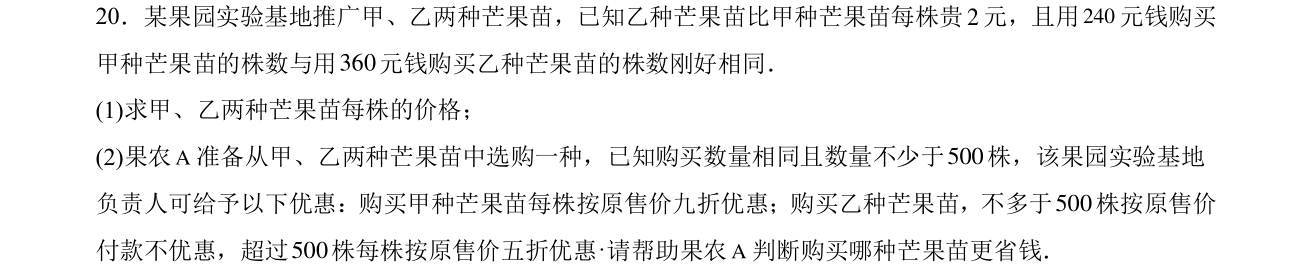 20．某果园实验基地推广甲、乙两种芒果苗，已知乙种芒果苗比甲种芒果苗每株贵2元，且用240元钱购买
甲种芒果苗的株数与用360元钱购买乙种芒果苗的株数刚好相同．
(1)求甲、乙两种芒果苗每株的价格；
(2)果农A准备从甲、乙两种芒果苗中选购一种，已知购买数量相同且数量不少于500株，该果园实验基地
负责人可给予以下优惠：购买甲种芒果苗每株按原售价九折优惠；购买乙种芒果苗，不多于500株按原售价
付款不优惠，超过500株每株按原售价五折优惠·请帮助果农A判断购买哪种芒果苗更省钱．